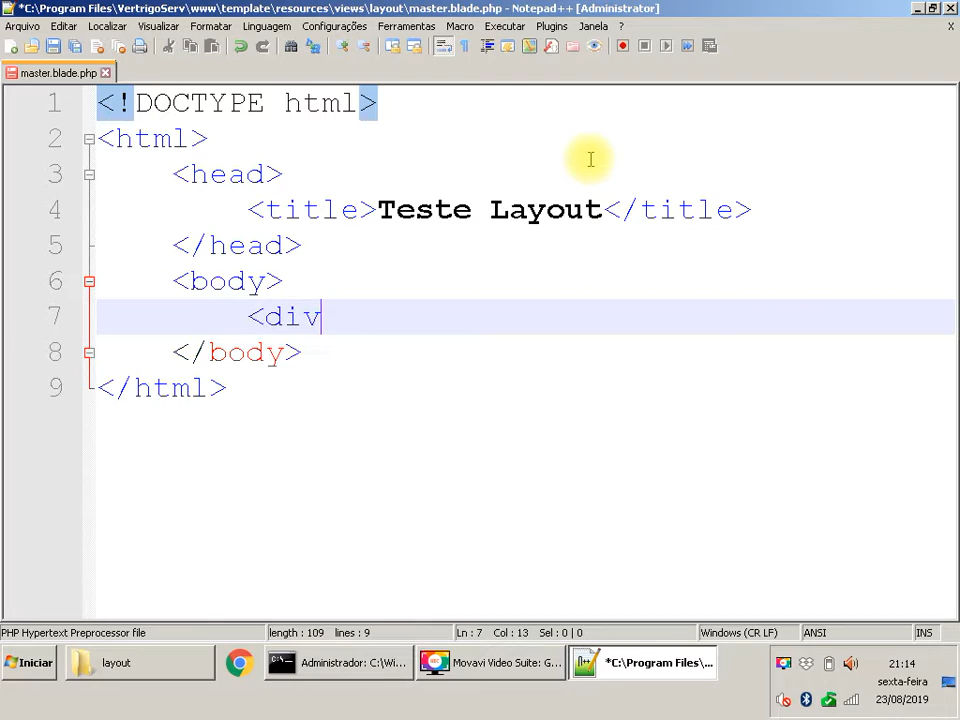 *C:\Program Files\VertrigoServ\www\template\resources\views\layout\master.blade.php - Notepad++ [Administrator]
Arquivo Editar Localizar Visualizar Formatar Linguagem Configurações Ferramentas Macro Executar Plugins Janela ? X
master.blade.php
1 <!DOCTYPE html>
2 <html>
3 <head>
4 <title>Teste Layout</title>
5 </head>
6 <body>
7 <div
8 </body>
9 </html>
PHP Hypertext Preprocessor file length : 109 lines : 9 Ln : 7 Col : 13 Sel : 0 | 0 Windows (CR LF) ANSI INS
Iniciar layout Administrador: C:\Wi... Movavi Video Suite: G... *C:\Program Files\... 21:14
sexta-feira
23/08/2019